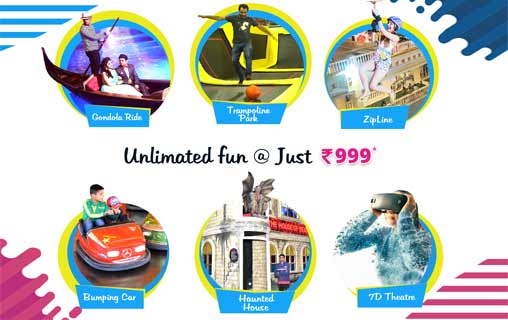 Gondola Ride
Trampoline
Park
ZipLine
Unlimated fun @ Just ₹999*
Bumping Car
Haunted
House
7D Theatre